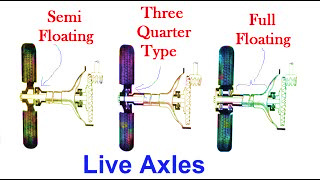 Semi
Floating
Three
Quarter
Type
Full
Floating
Live Axles